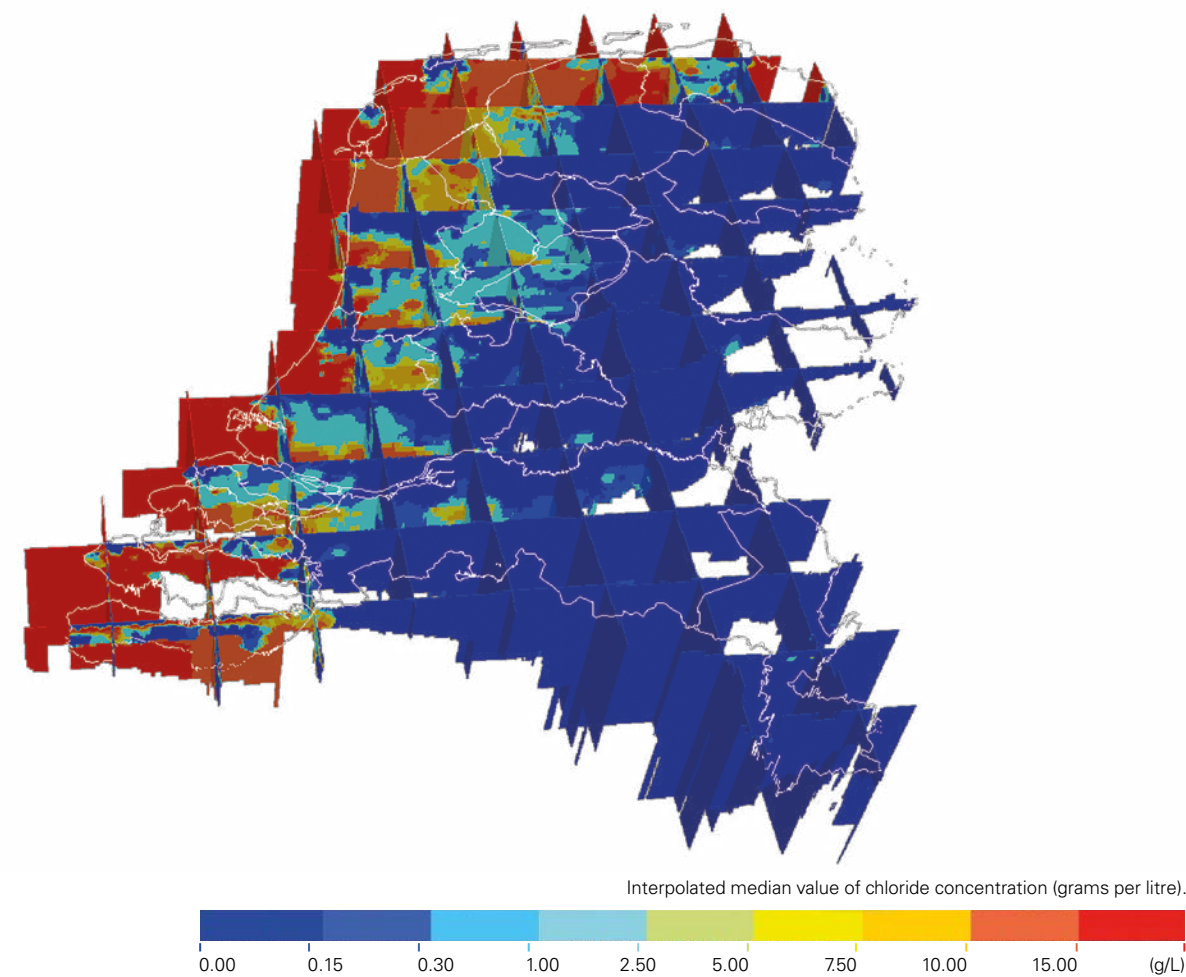 Interpolated median value of chloride concentration (grams per litre).
0.00 0.15 0.30 1.00 2.50 5.00 7.50 10.00 15.00 (g/L)